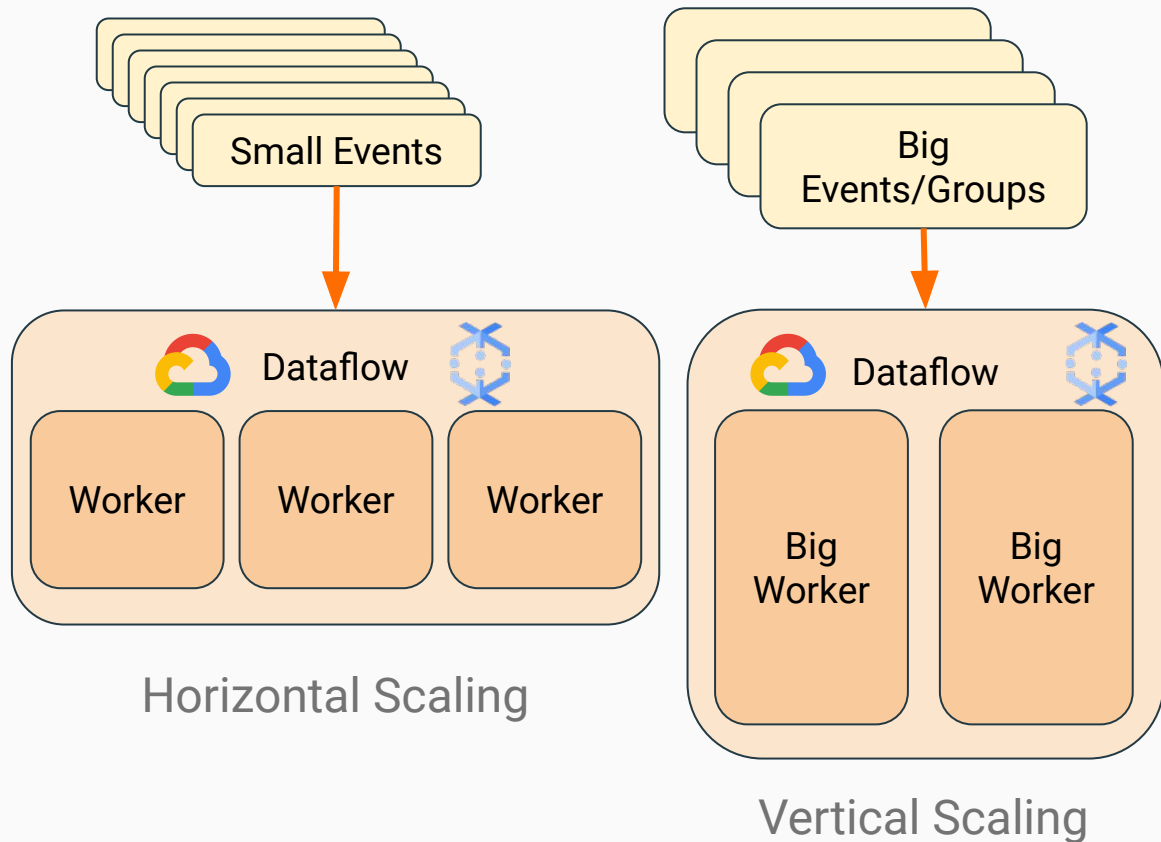 Small Events
Dataflow
Worker
Worker
Worker
Horizontal Scaling
Big
Events/Groups
Dataflow
Big
Worker
Big
Worker
Vertical Scaling